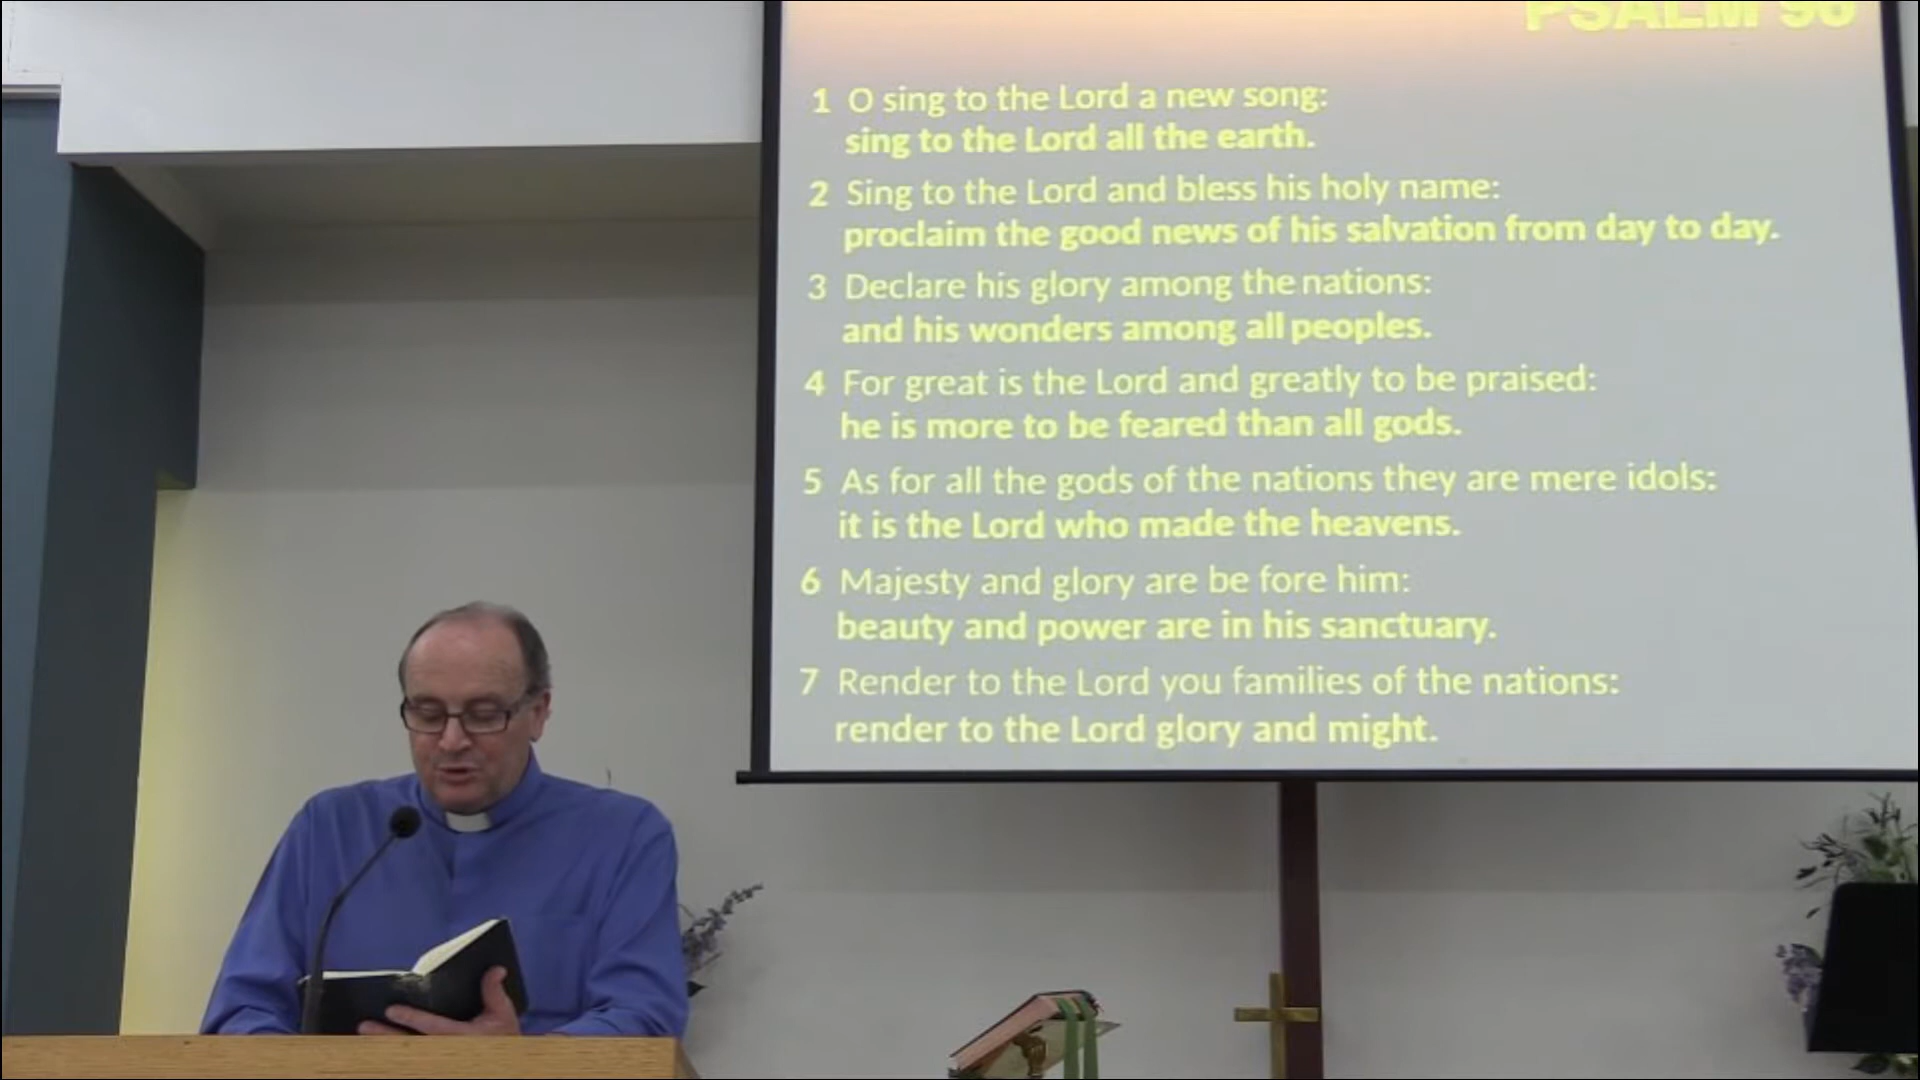 PSALM 96
1 O sing to the Lord a new song:
sing to the Lord all the earth.
2 Sing to the Lord and bless his holy name:
proclaim the good news of his salvation from day to day.
3 Declare his glory among the nations:
and his wonders among all peoples.
4 For great is the Lord and greatly to be praised:
he is more to be feared than all gods.
5 As for all the gods of the nations they are mere idols:
it is the Lord who made the heavens.
6 Majesty and glory are be fore him:
beauty and power are in his sanctuary.
7 Render to the Lord you families of the nations:
render to the Lord glory and might.